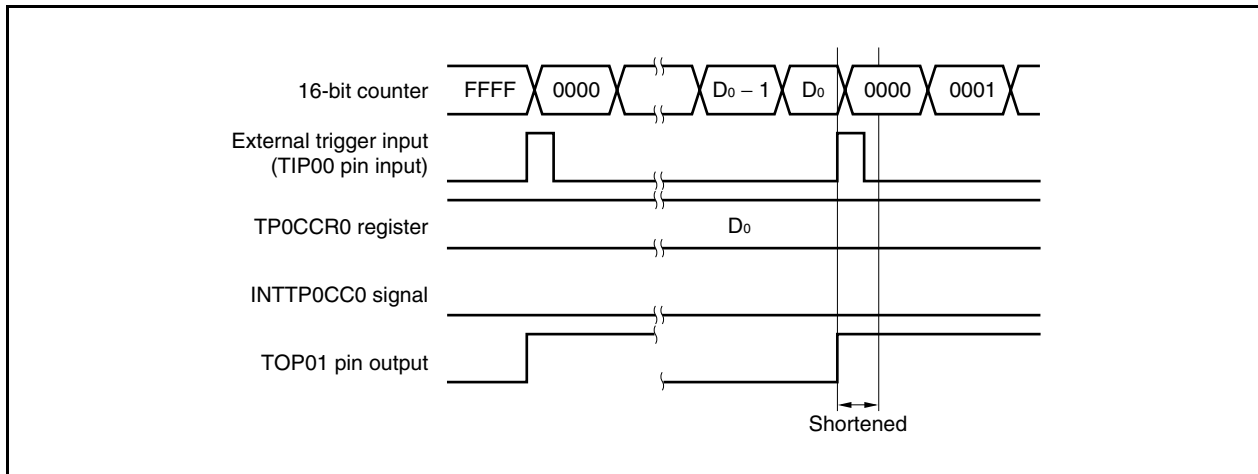 16-bit counter FFFF 0000 D0 − 1 D0 0000 0001
External trigger input
(TIP00 pin input)
TP0CCR0 register D0
INTTP0CC0 signal
TOP01 pin output
Shortened